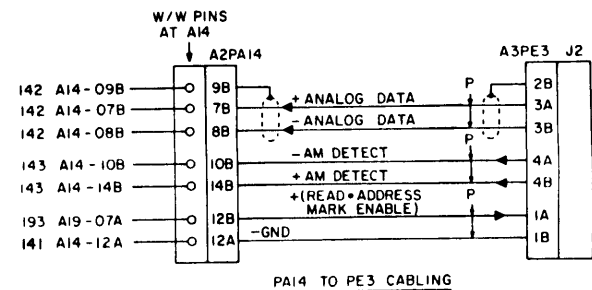 W/W PINS
AT A14
A2PA14
A3PE3 J2
142 A14-09B 9B P 2B
142 A14-07B 7B + ANALOG DATA 3A
142 A14-08B 8B - ANALOG DATA 3B
P
143 A14-10B 10B -AM DETECT 4A
143 A14-14B 14B +AM DETECT 4B
+(READ•ADDRESS P
193 A19-07A 12B MARK ENABLE) 1A
141 A14-12A 12A -GND 1B
PA14 TO PE3 CABLING